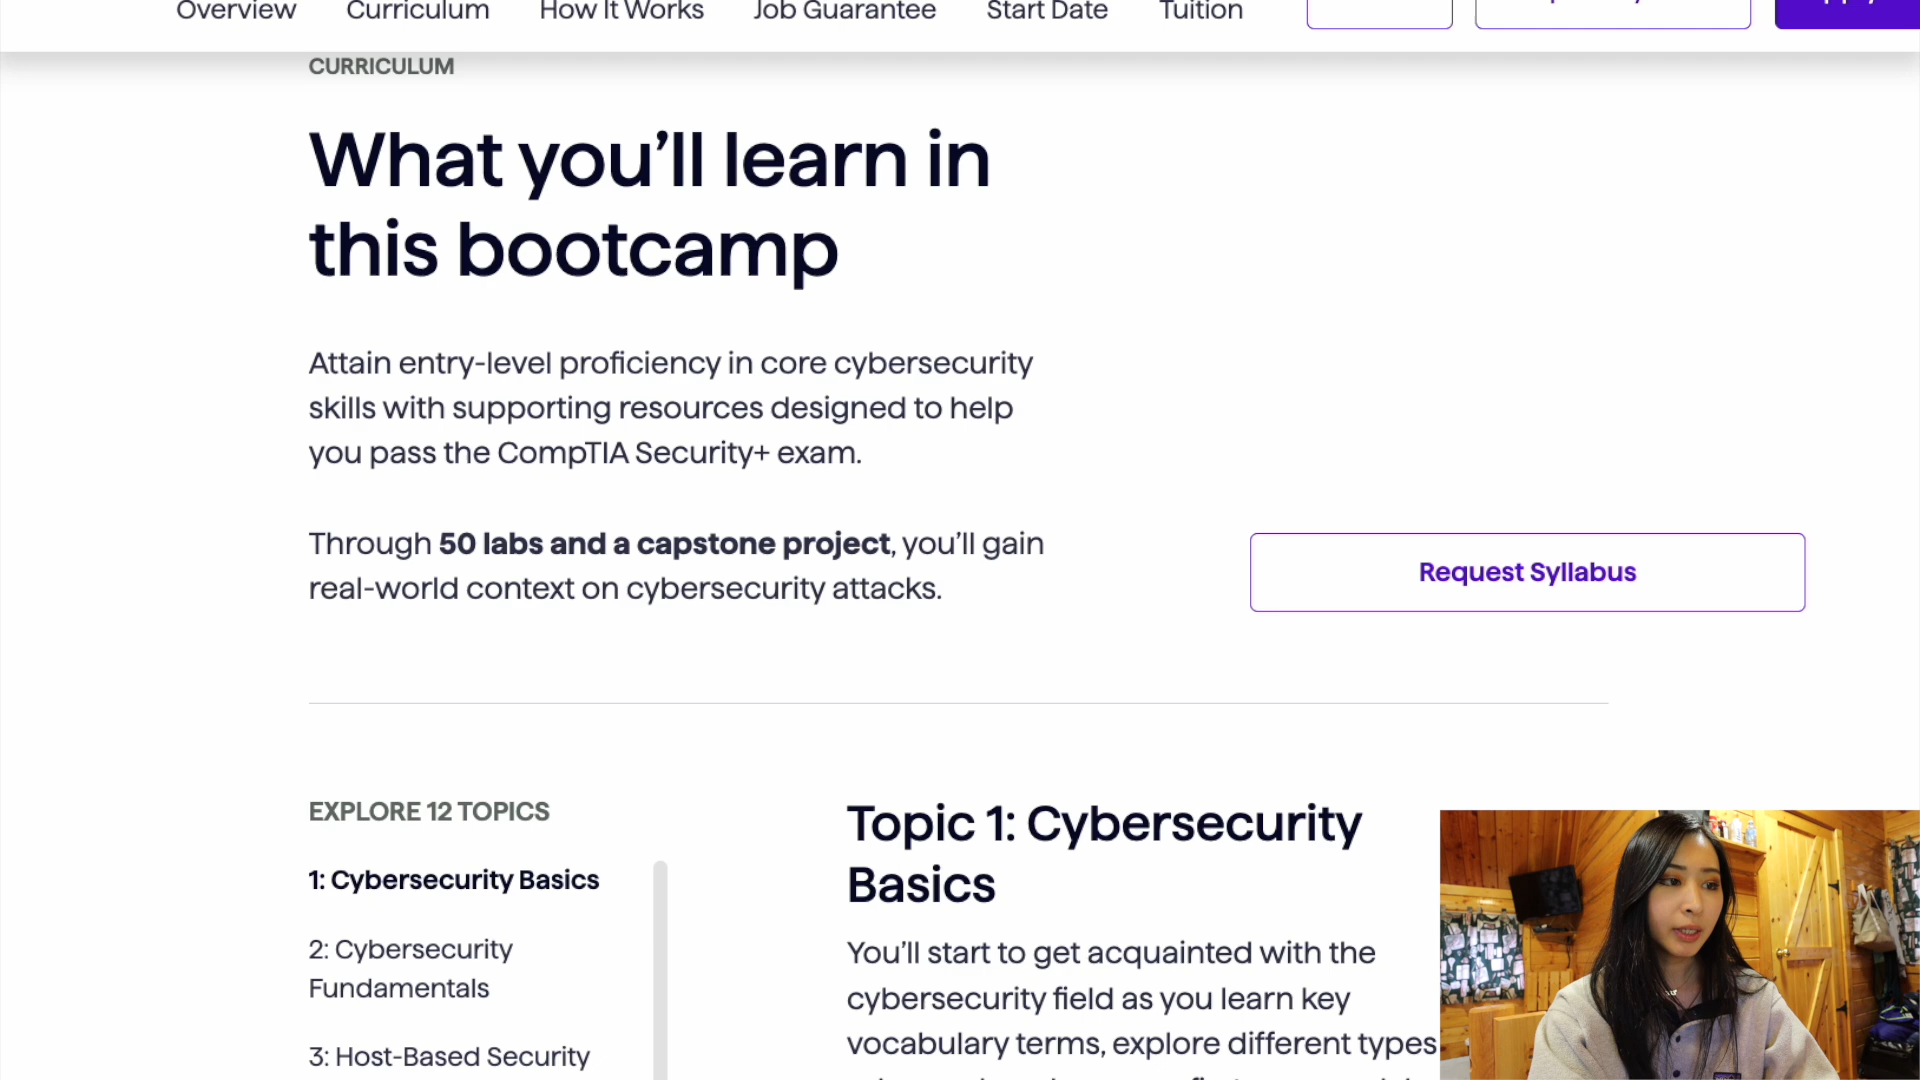 Overview Curriculum How It Works Job Guarantee Start Date Tuition
CURRICULUM
What you’ll learn in
this bootcamp
Attain entry-level proficiency in core cybersecurity
skills with supporting resources designed to help
you pass the CompTIA Security+ exam.
Through 50 labs and a capstone project, you’ll gain
real-world context on cybersecurity attacks.
Request Syllabus
EXPLORE 12 TOPICS
1: Cybersecurity Basics
2: Cybersecurity
Fundamentals
3: Host-Based Security
Topic 1: Cybersecurity
Basics
You’ll start to get acquainted with the
cybersecurity field as you learn key
vocabulary terms, explore different types